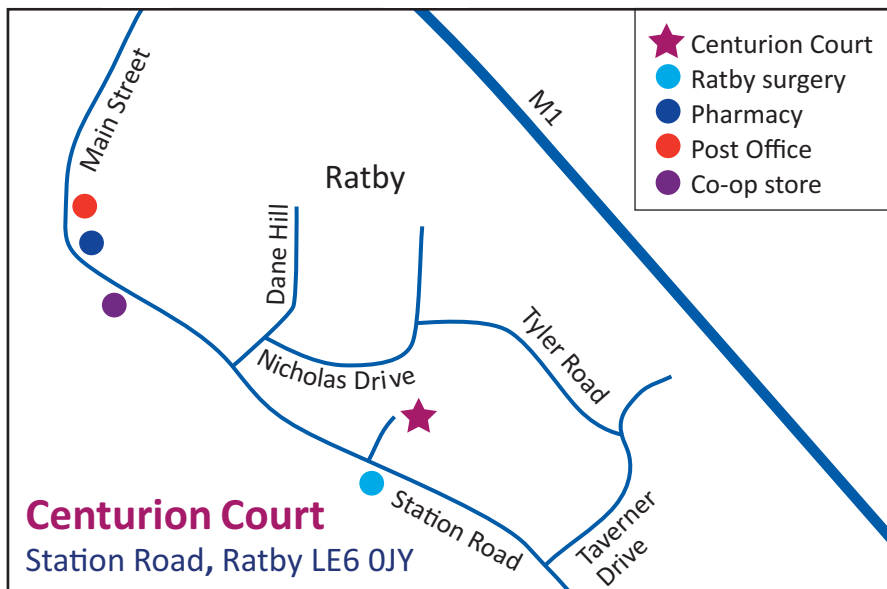 Main Street
M1
Centurion Court
Ratby surgery
Pharmacy
Post Office
Co-op store
Ratby
Dane Hill
Nicholas Drive
Tyler Road
Station Road
Taverner
Drive
Centurion Court
Station Road, Ratby LE6 0JY